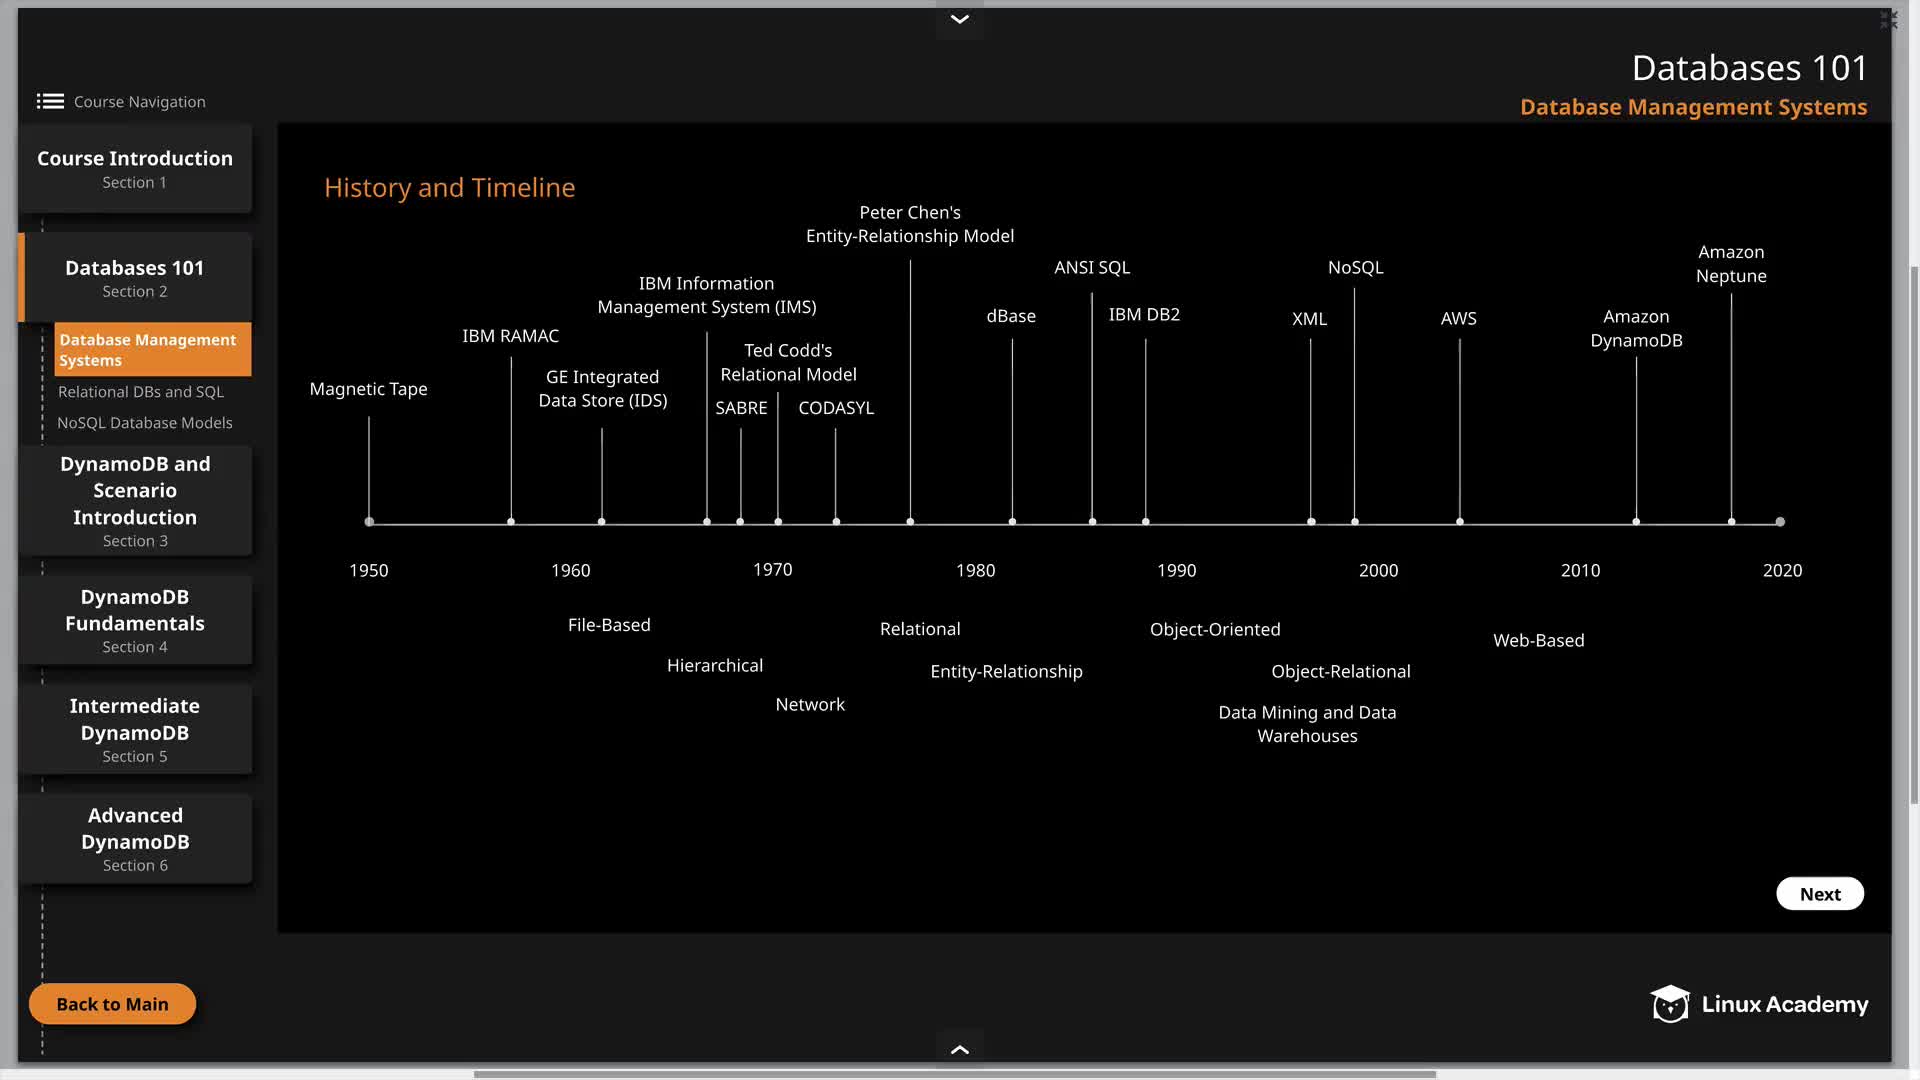 Databases 101
Database Management Systems
Course Navigation
Course Introduction
Section 1
Databases 101
Section 2
Database Management
Systems
Relational DBs and SQL
NoSQL Database Models
DynamoDB and
Scenario
Introduction
Section 3
DynamoDB
Fundamentals
Section 4
Intermediate
DynamoDB
Section 5
Advanced
DynamoDB
Section 6
Back to Main
History and Timeline
Magnetic Tape
IBM RAMAC
GE Integrated
Data Store (IDS)
IBM Information
Management System (IMS)
SABRE
Ted Codd's
Relational Model
CODASYL
Peter Chen's
Entity-Relationship Model
dBase
ANSI SQL
IBM DB2
XML
NoSQL
AWS
Amazon
DynamoDB
Amazon
Neptune
1950
1960
1970
1980
1990
2000
2010
2020
File-Based
Hierarchical
Network
Relational
Entity-Relationship
Object-Oriented
Object-Relational
Data Mining and Data
Warehouses
Web-Based
Next
Linux Academy